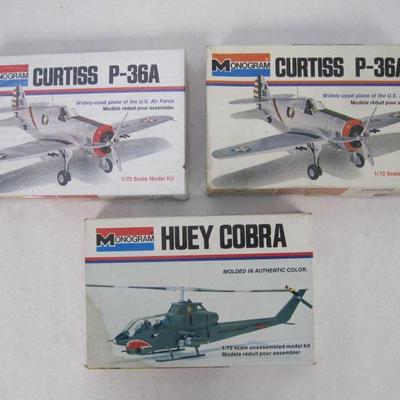 MONOGRAM
CURTISS P-36A
Widely-used plane of the U.S. Air Force
Modèle réduit pour assembler
1/72 Scale Model Kit
MONOGRAM
CURTISS P-36A
Widely-used plane of the U.S.
Modèle réduit pour
1/72 Scale
MONOGRAM
HUEY COBRA
MOLDED IN AUTHENTIC COLOR.
1/72 scale unassembled model kit
Modèle réduit pour assembler